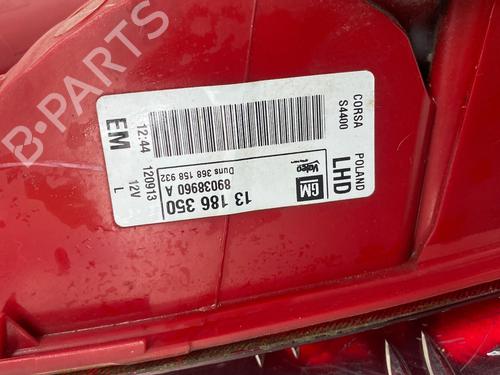 CORSA
S4400
POLAND
LHD
Valeo
GM
13 186 350
89038960 A
Duns 368 158 932
EM
12:44 120913 12V L
B-PARTS